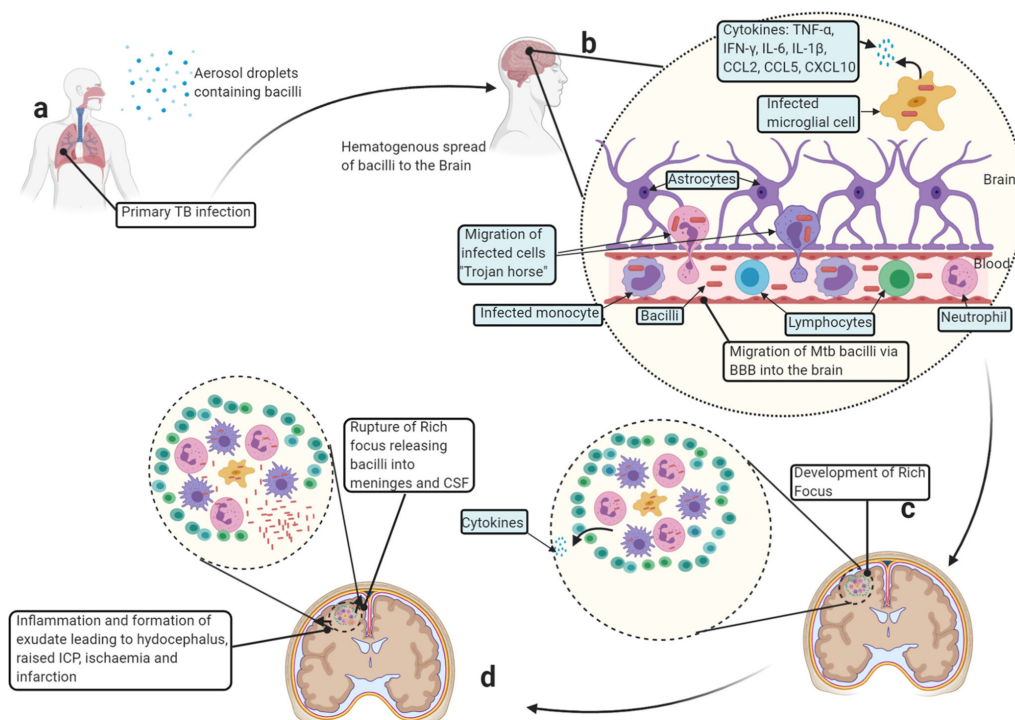 a
Aerosol droplets
containing bacilli
Primary TB infection
Hematogenous spread
of bacilli to the Brain
b
Cytokines: TNF-α,
IFN-γ, IL-6, IL-1β,
CCL2, CCL5, CXCL10
Infected
microglial cell
Brain
Astrocytes
Migration of
infected cells
"Trojan horse"
Blood
Infected monocyte
Bacilli
Lymphocytes
Neutrophil
Migration of Mtb bacilli via
BBB into the brain
Development of Rich
Focus
c
Cytokines
Rupture of Rich
focus releasing
bacilli into
meninges and CSF
Inflammation and formation of
exudate leading to hydocephalus,
raised ICP, ischaemia and
infarction
d